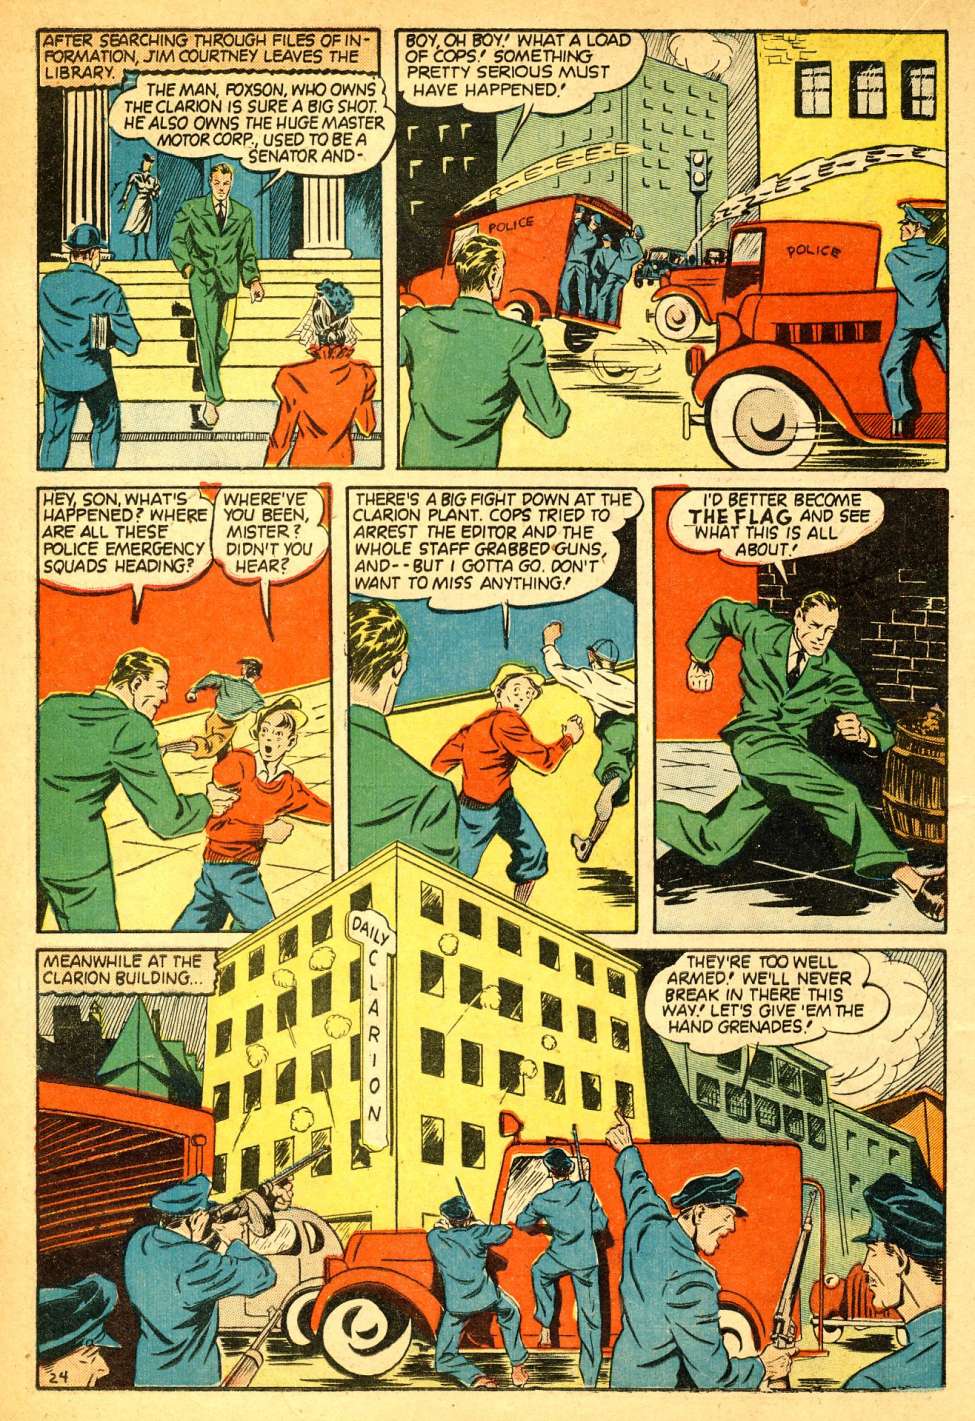 AFTER SEARCHING THROUGH FILES OF IN-
FORMATION, JIM COURTNEY LEAVES THE
LIBRARY.
THE MAN, FOXSON, WHO OWNS
THE CLARION IS SURE A BIG SHOT.
HE ALSO OWNS THE HUGE MASTER
MOTOR CORP., USED TO BE A
SENATOR AND-
BOY, OH BOY! WHAT A LOAD
OF COPS! SOMETHING
PRETTY SERIOUS MUST
HAVE HAPPENED!
R-E-E-E-E
POLICE
POLICE
HEY, SON, WHAT'S
HAPPENED? WHERE
ARE ALL THESE
POLICE EMERGENCY
SQUADS HEADING?
WHERE'VE
YOU BEEN,
MISTER?
DIDN'T YOU
HEAR?
THERE'S A BIG FIGHT DOWN AT THE
CLARION PLANT. COPS TRIED TO
ARREST THE EDITOR AND THE
WHOLE STAFF GRABBED GUNS,
AND--BUT I GOTTA GO. DON'T
WANT TO MISS ANYTHING!
I'D BETTER BECOME
THE FLAG AND SEE
WHAT THIS IS ALL
ABOUT!
MEANWHILE AT THE
CLARION BUILDING...
DAILY
CLARION
THEY'RE TOO WELL
ARMED! WE'LL NEVER
BREAK IN THERE THIS
WAY! LET'S GIVE 'EM THE
HAND GRENADES!
24